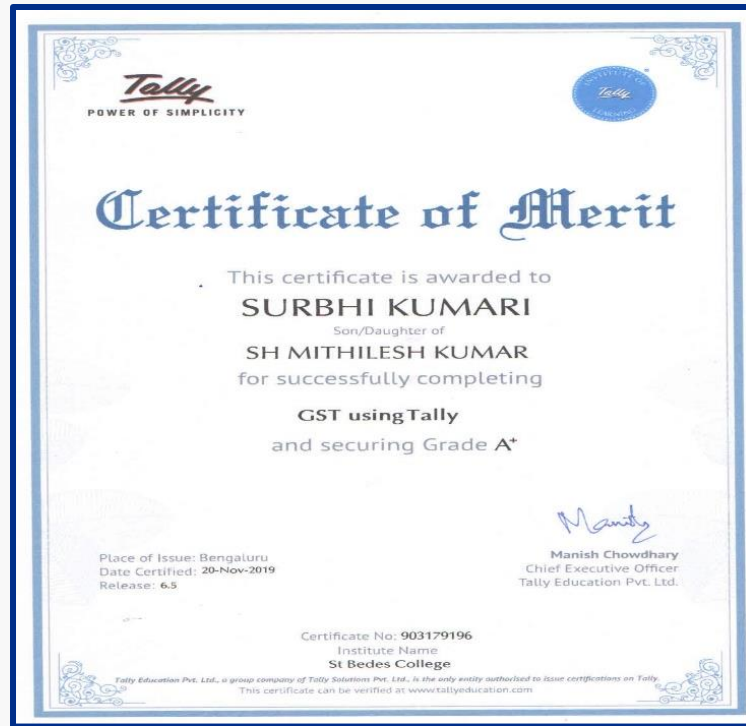 Tally
POWER OF SIMPLICITY
INSTITUTE OF
Tally
LEARNING
Certificate of Merit
This certificate is awarded to
SURBHI KUMARI
Son/Daughter of
SH MITHILESH KUMAR
for successfully completing
GST using Tally
and securing Grade A+
Manish
Place of Issue: Bengaluru
Date Certified: 20-Nov-2019
Release: 6.5
Manish Chowdhary
Chief Executive Officer
Tally Education Pvt. Ltd.
Certificate No: 903179196
Institute Name
St Bedes College
Tally Education Pvt. Ltd., a group company of Tally Solutions Pvt. Ltd., is the only entity authorised to issue certifications on Tally.
This certificate can be verified at www.tallyeducation.com